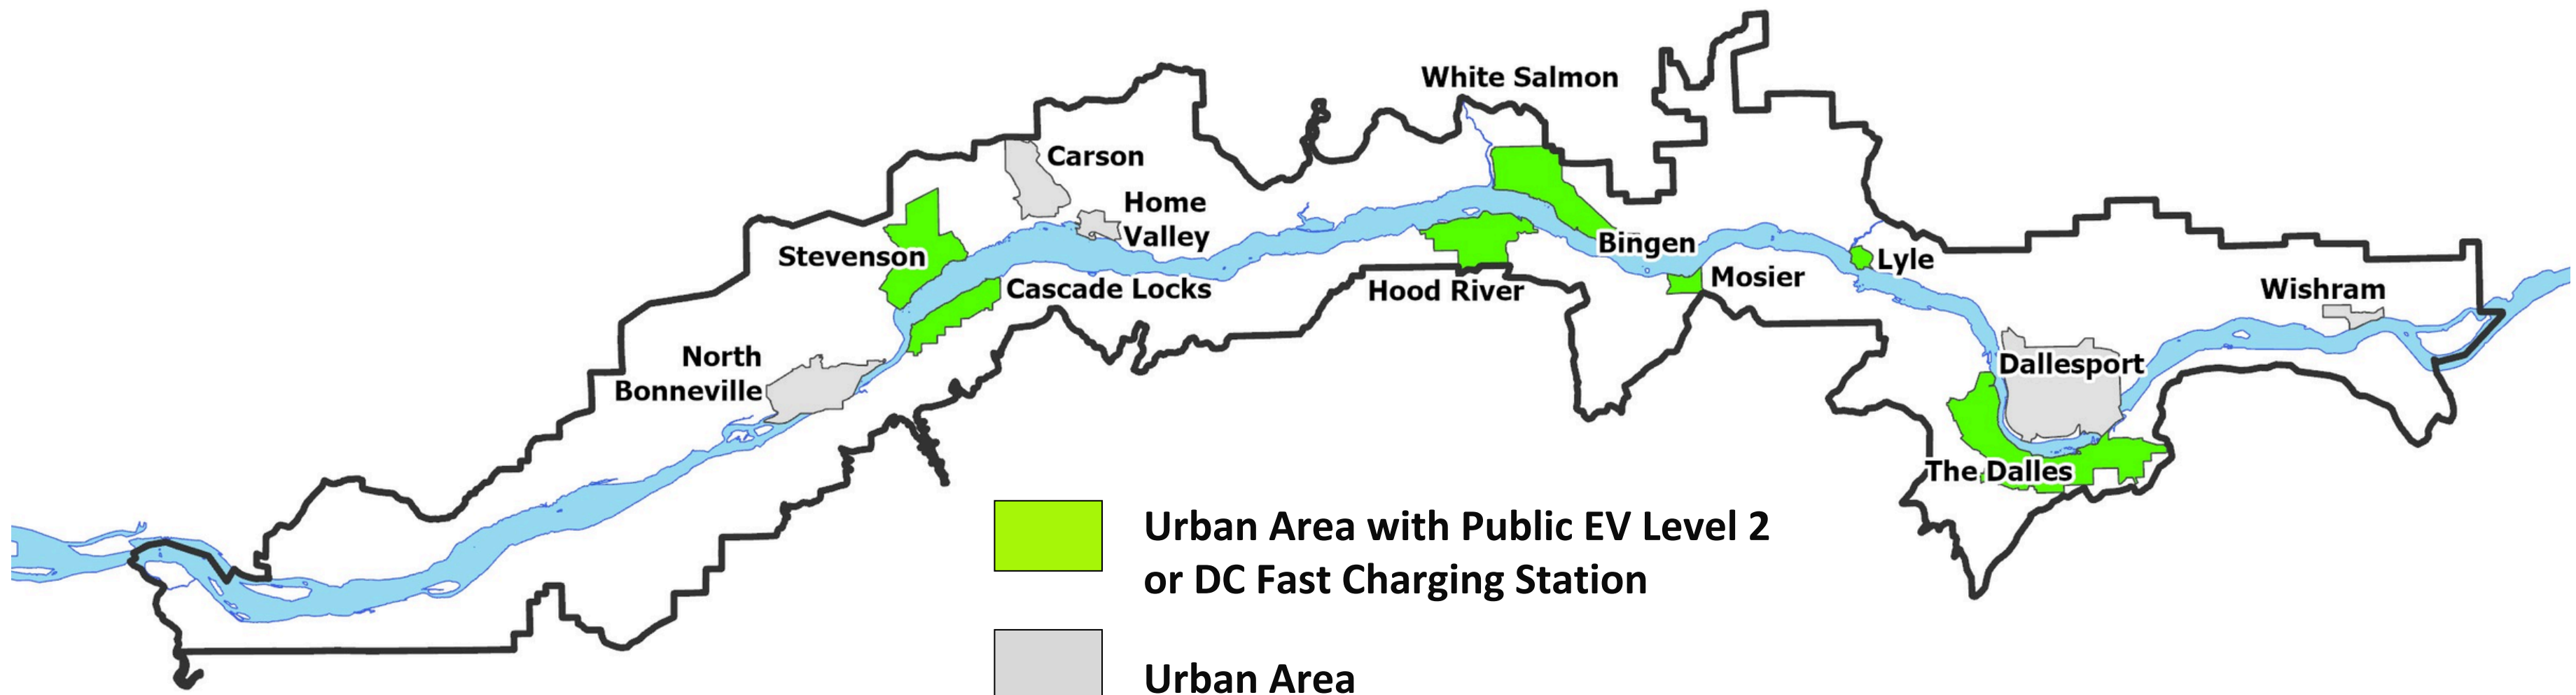 White Salmon
Carson
Home
Valley
Stevenson
Bingen
Lyle
Mosier
Cascade Locks
Hood River
Wishram
North
Bonneville
Dallesport
The Dalles
Urban Area with Public EV Level 2
or DC Fast Charging Station
Urban Area